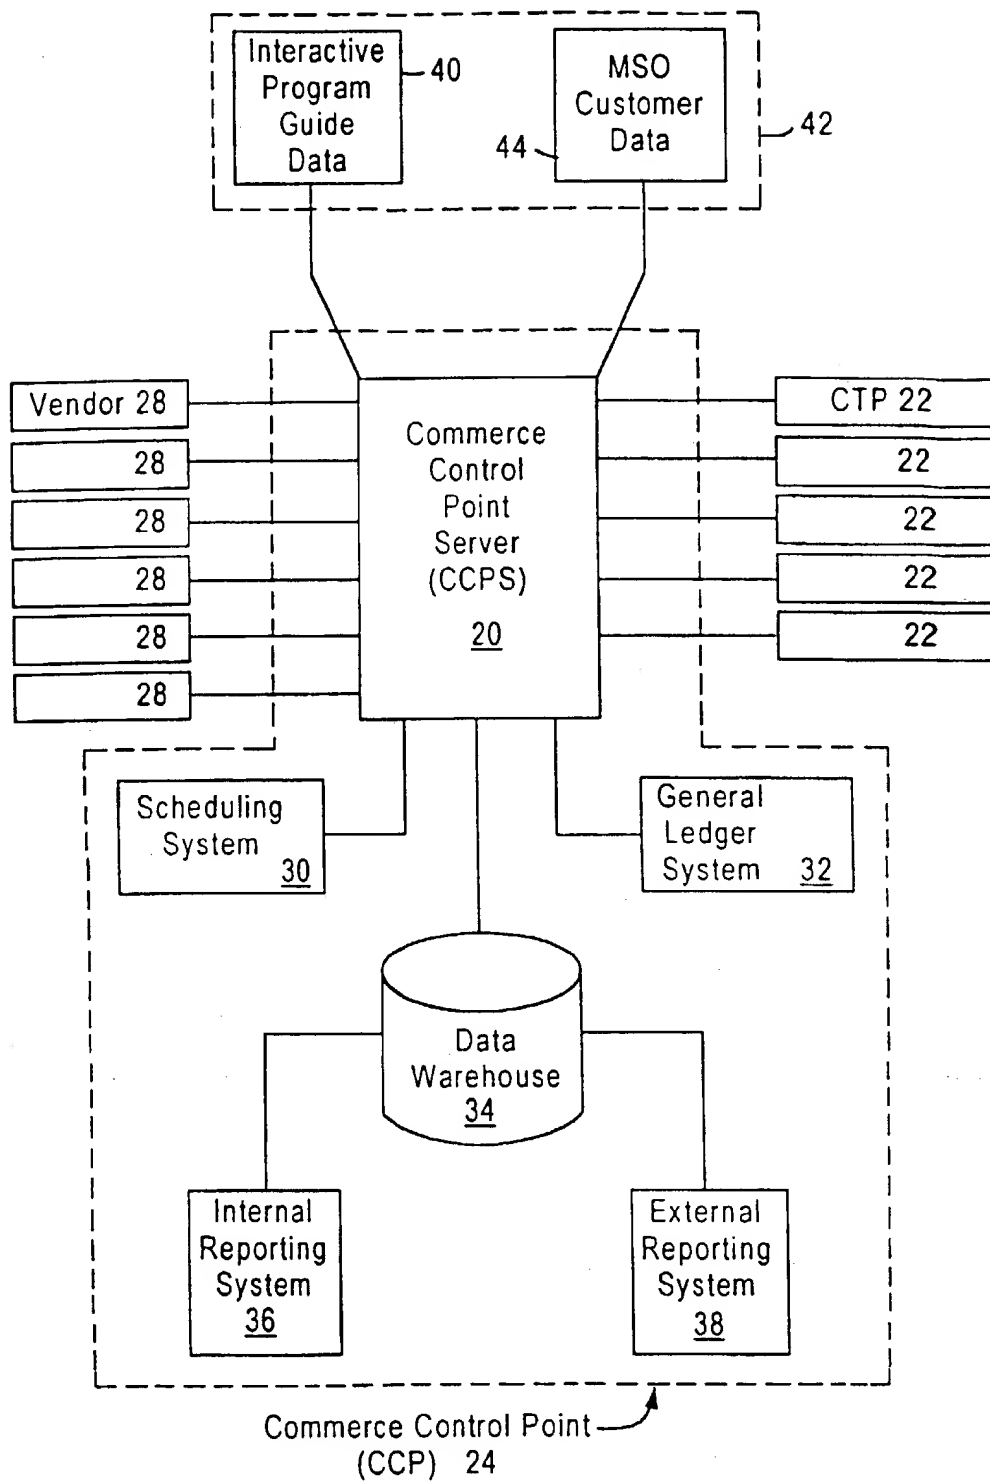 Interactive
Program
Guide
Data
40
MSO
Customer
Data
44
42
Vendor 28
28
28
28
28
28
Commerce
Control
Point
Server
(CCPS)
20
CTP 22
22
22
22
22
Scheduling
System
30
General
Ledger
System 32
Data
Warehouse
34
Internal
Reporting
System
36
External
Reporting
System
38
Commerce Control Point
(CCP) 24